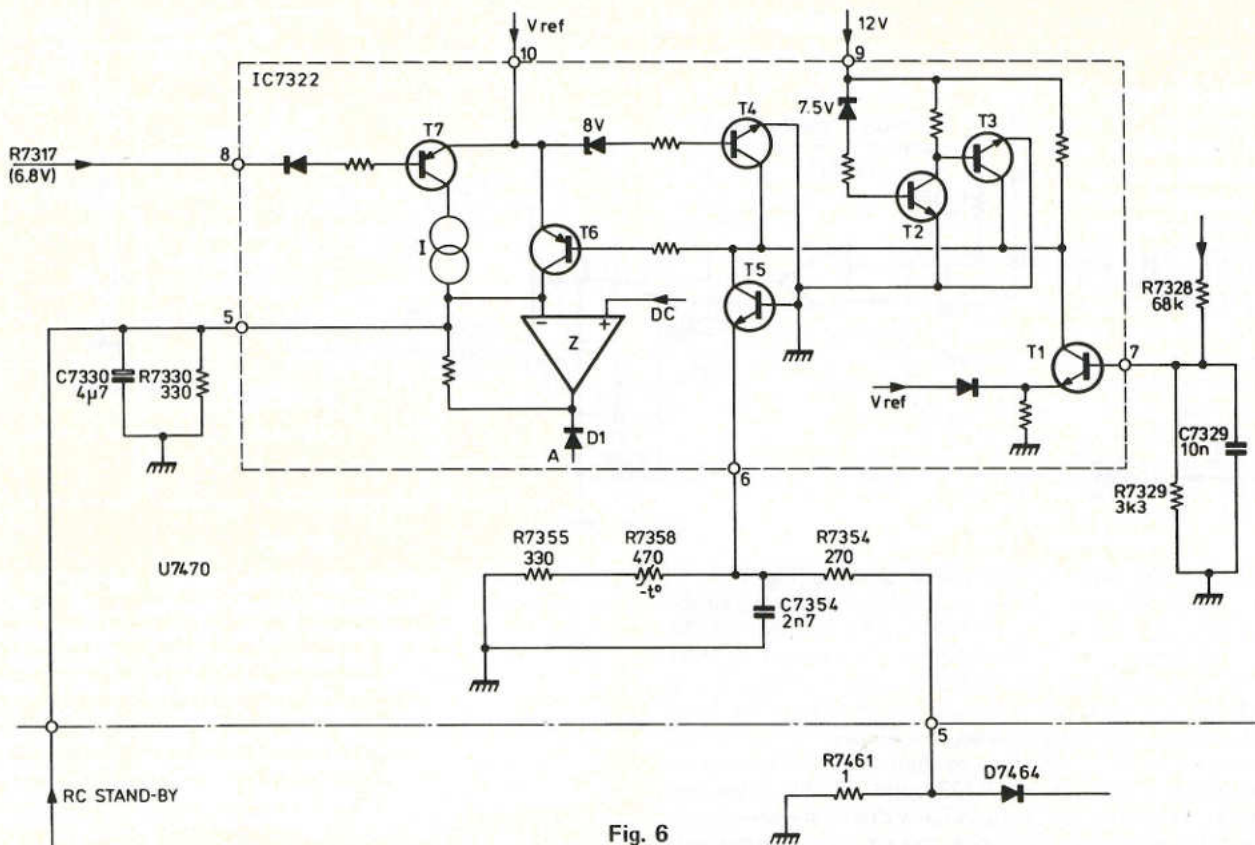 Vref
12V
10
9
IC7322
T7
8V
T4
7.5V
T3
R7317
(6.8V)
8
T6
T2
I
T5
R7328
68k
5
DC
- +
Z
T1
7
C7330
4µ7
R7330
330
Vref
D1
A
C7329
10n
6
R7329
3k3
R7355
330
R7358
470
-t°
R7354
270
U7470
C7354
2n7
5
R7461
1
D7464
RC STAND-BY
Fig. 6